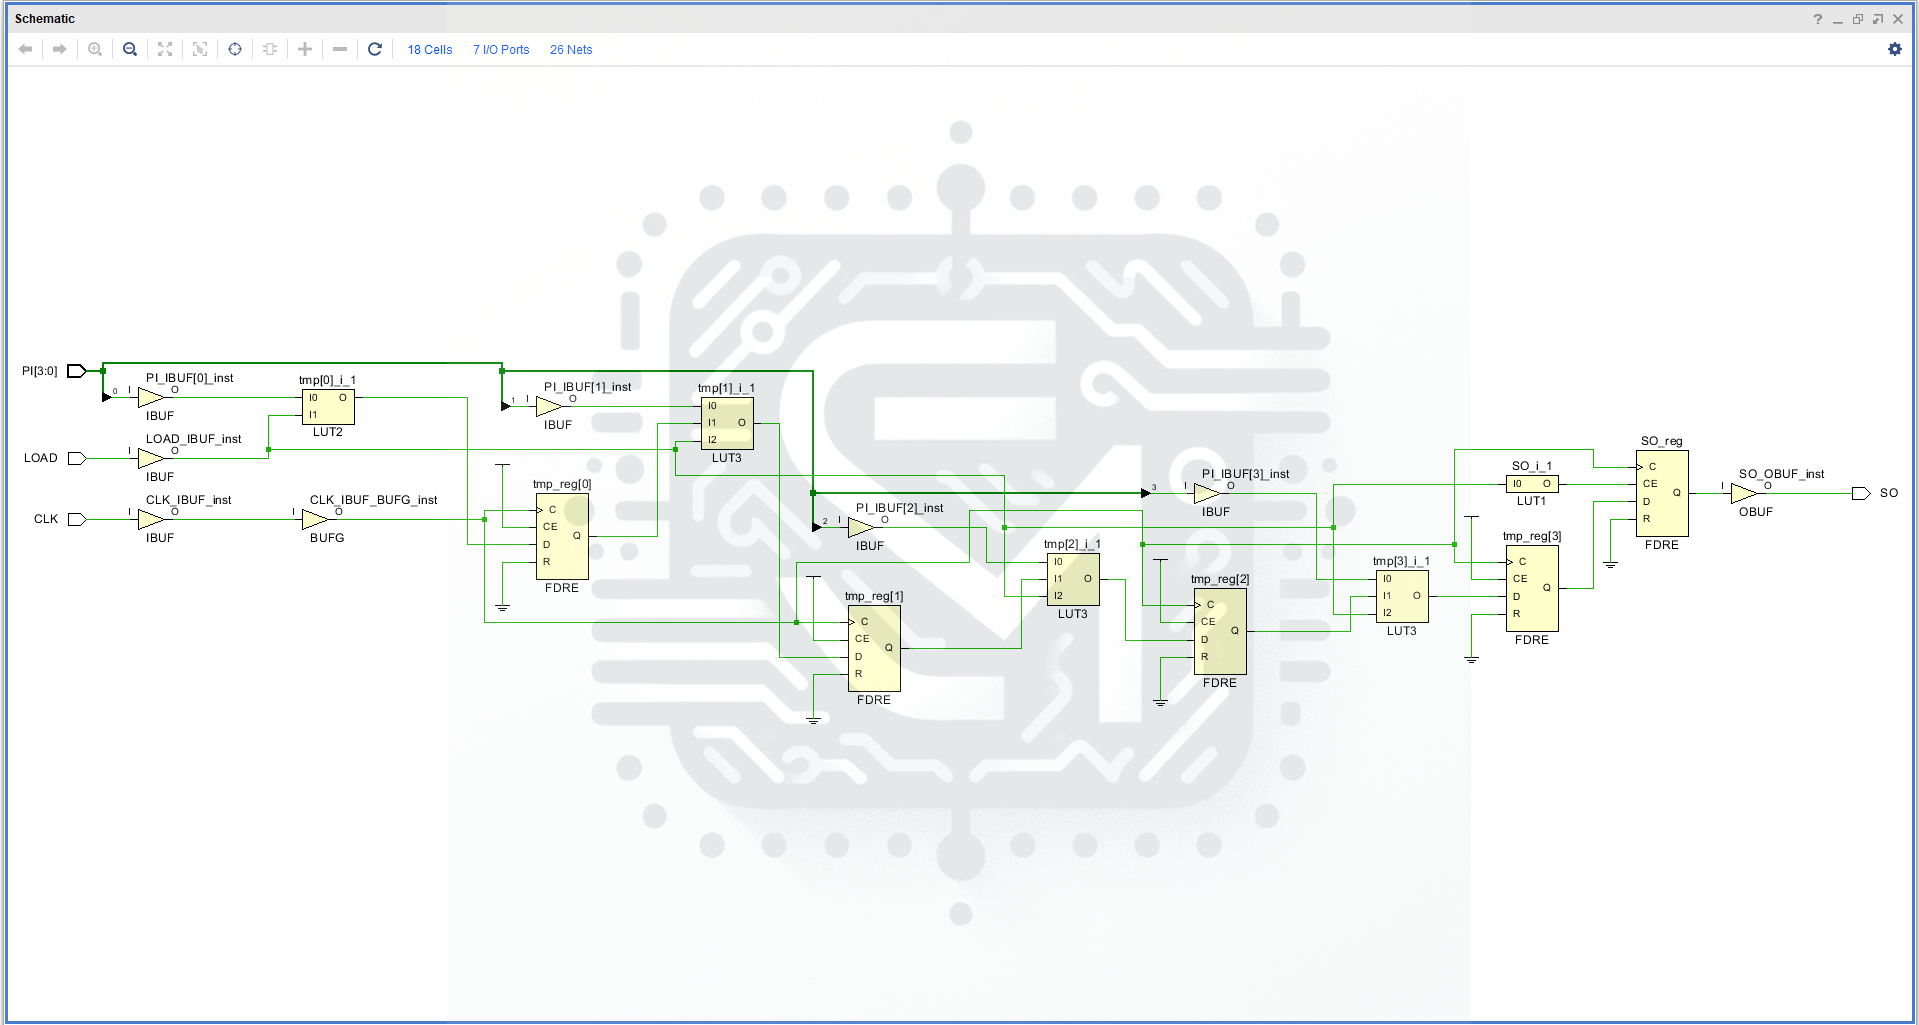 Schematic
18 Cells 7 I/O Ports 26 Nets
PI[3:0]
0
I
PI_IBUF[0]_inst
O
IBUF
tmp[0]_i_1
I0 O
I1
LUT2
LOAD
I
LOAD_IBUF_inst
O
IBUF
CLK
I
CLK_IBUF_inst
O
IBUF
I
CLK_IBUF_BUFG_inst
O
BUFG
tmp_reg[0]
C
CE
D
R
Q
FDRE
1
I
PI_IBUF[1]_inst
O
IBUF
tmp[1]_i_1
I0
I1 O
I2
LUT3
2
I
PI_IBUF[2]_inst
O
IBUF
tmp_reg[1]
C
CE
D
R
Q
FDRE
tmp[2]_i_1
I0
I1 O
I2
LUT3
3
I
PI_IBUF[3]_inst
O
IBUF
tmp_reg[2]
C
CE
D
R
Q
FDRE
tmp[3]_i_1
I0
I1 O
I2
LUT3
SO_i_1
I0 O
LUT1
tmp_reg[3]
C
CE
D
R
Q
FDRE
SO_reg
C
CE
D
R
Q
FDRE
I
SO_OBUF_inst
O
OBUF
SO